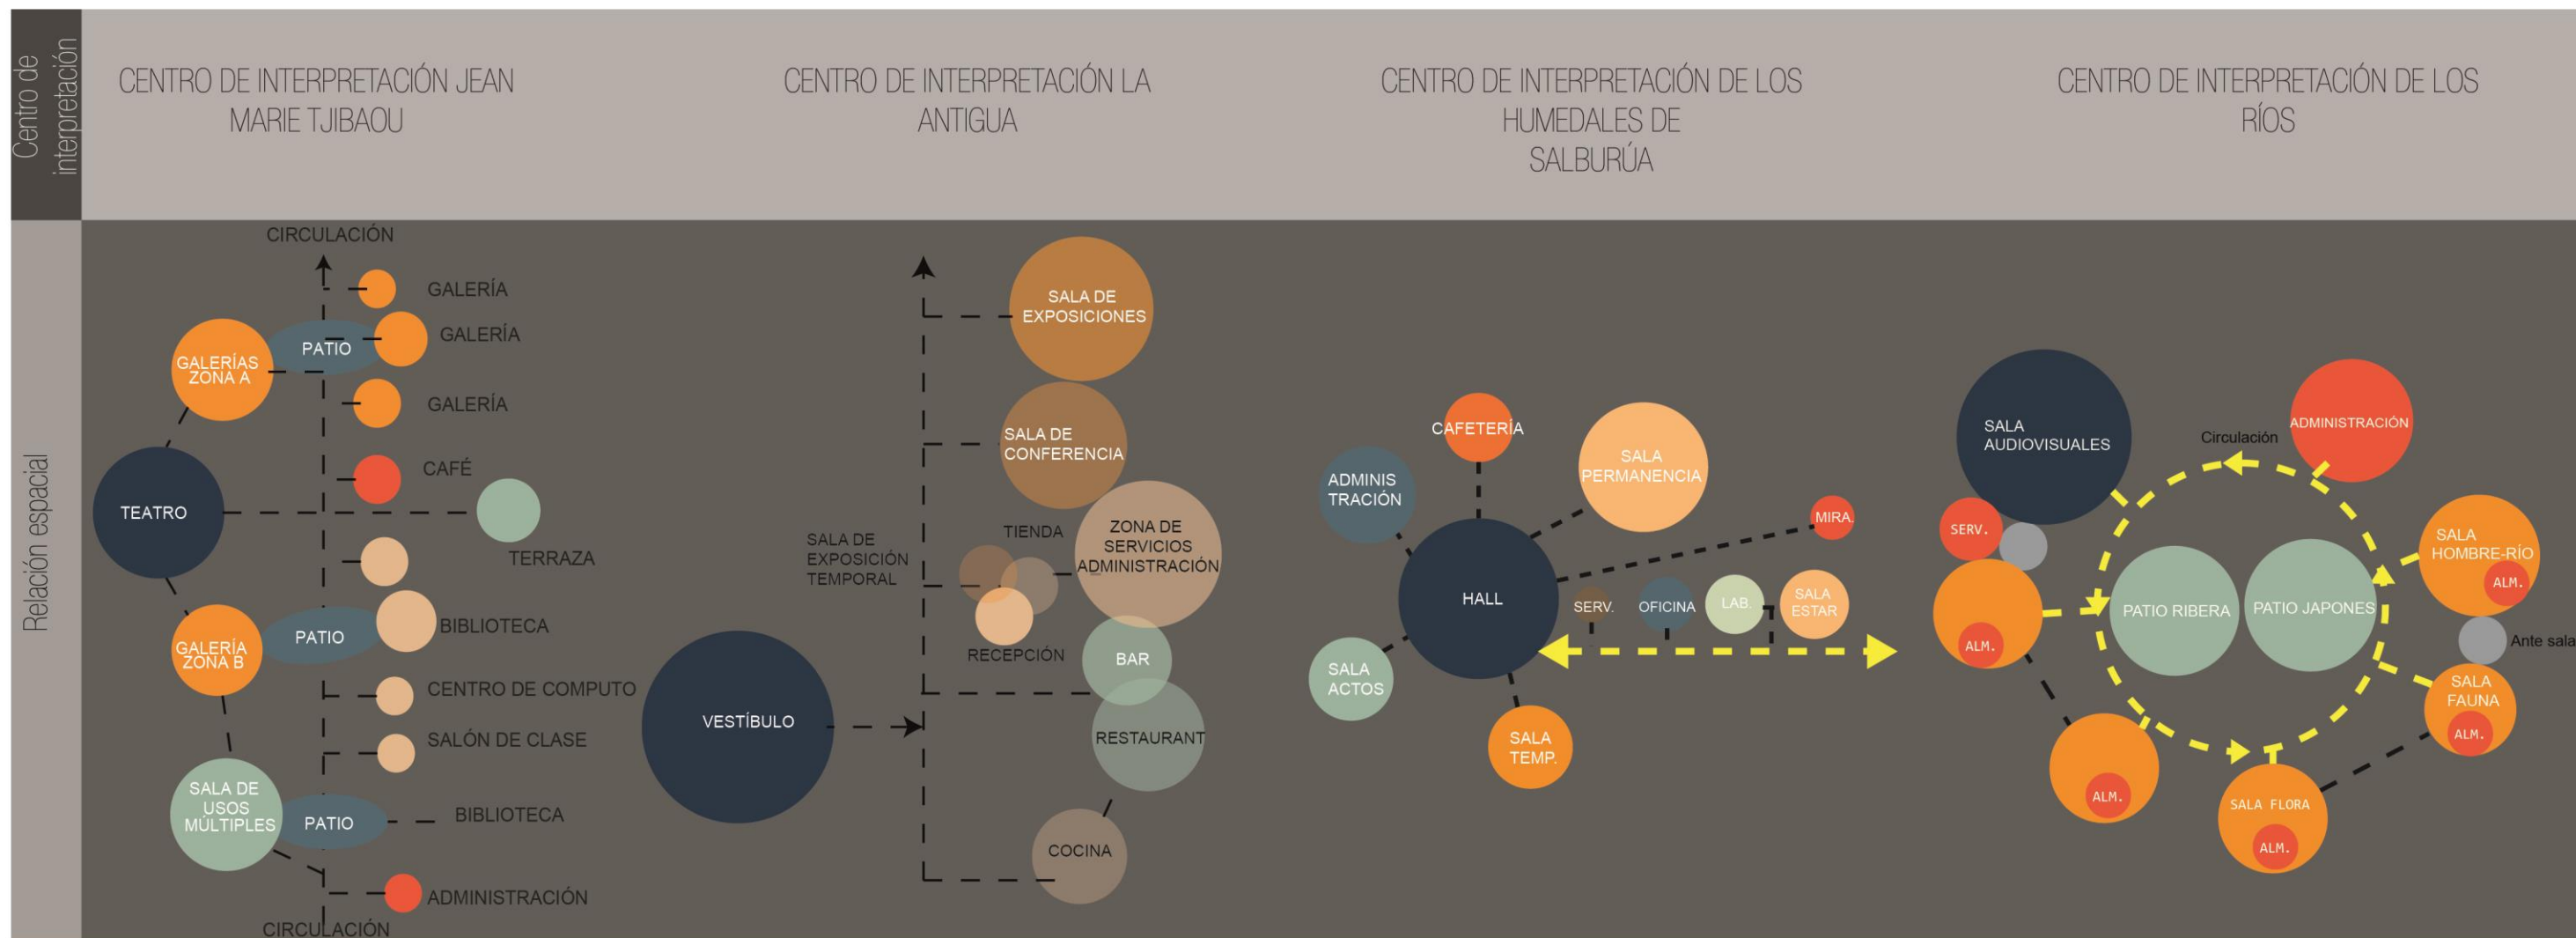 Centro de
interpretación
CENTRO DE INTERPRETACIÓN JEAN
MARIE TJIBAOU
CENTRO DE INTERPRETACIÓN LA
ANTIGUA
CENTRO DE INTERPRETACIÓN DE LOS
HUMEDALES DE
SALBURÚA
CENTRO DE INTERPRETACIÓN DE LOS
RÍOS
Relación espacial
CIRCULACIÓN
GALERÍA
GALERÍA
PATIO
GALERÍAS
ZONA A
GALERÍA
CAFÉ
TEATRO
TERRAZA
BIBLIOTECA
PATIO
GALERÍA
ZONA B
CENTRO DE COMPUTO
SALÓN DE CLASE
SALA DE
USOS
MÚLTIPLES
PATIO
BIBLIOTECA
ADMINISTRACIÓN
CIRCULACIÓN
SALA DE
EXPOSICIONES
SALA DE
CONFERENCIA
TIENDA
ZONA DE
SERVICIOS
ADMINISTRACIÓN
SALA DE
EXPOSICIÓN
TEMPORAL
RECEPCIÓN
BAR
VESTÍBULO
RESTAURANT
COCINA
CAFETERÍA
SALA
PERMANENCIA
ADMINIS
TRACIÓN
MIRA.
HALL
SERV.
OFICINA
LAB.
SALA
ESTAR
SALA
ACTOS
SALA
TEMP.
SALA
AUDIOVISUALES
Circulación
ADMINISTRACIÓN
SERV.
SALA
HOMBRE-RÍO
ALM.
PATIO RIBERA
PATIO JAPONES
ALM.
Ante sala
SALA
FAUNA
ALM.
ALM.
SALA FLORA
ALM.